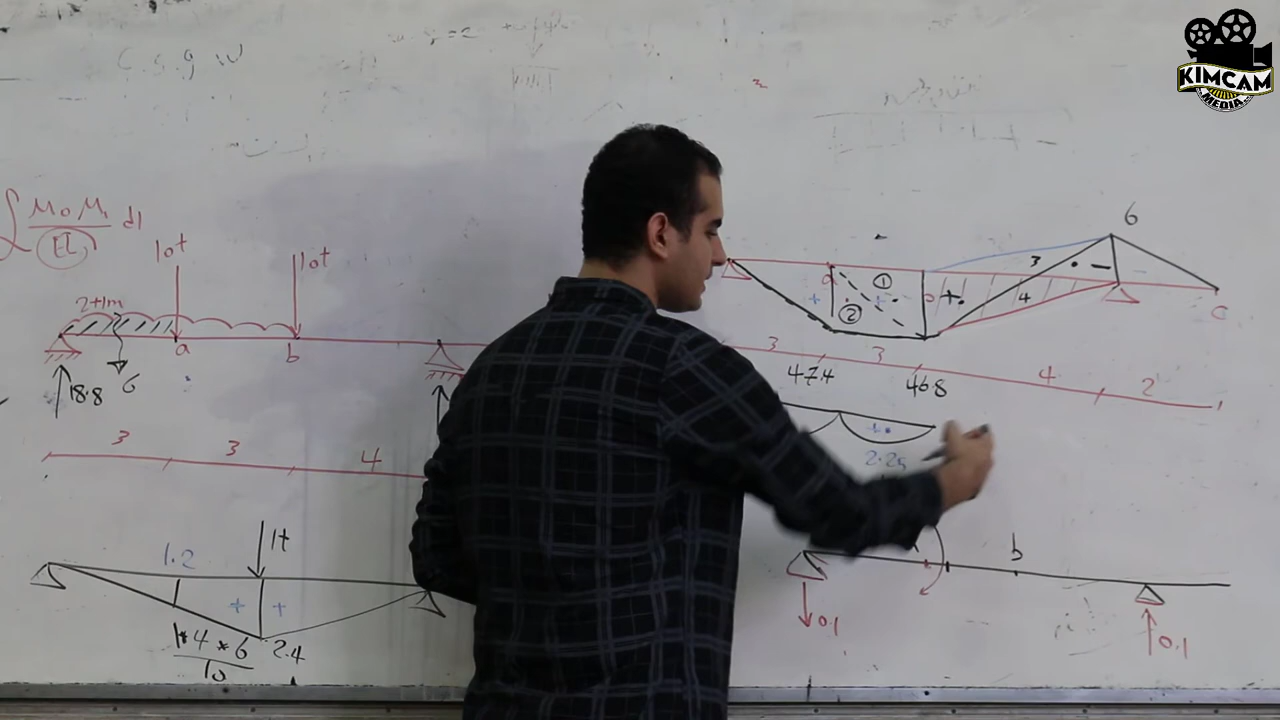 KIMCAM
MEDIA
∫ M₀ M₁ / EI dl
10t
10t
2t/m
a
b
18.8
6
3
3
4
1t
1.2
+
+
1*4*6
10
2.4
6
a
1
2
+
+
b
+
3
4
-
-
c
3
3
4
2
47.4
46.8
+
2.25
b
0.1
0.1